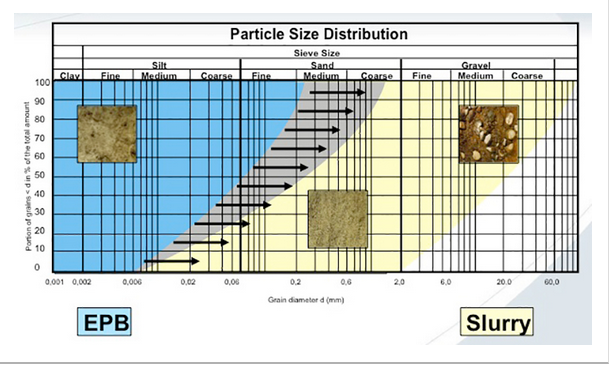 Particle Size Distribution
Sieve Size
Silt Sand Gravel
Clay Fine Medium Coarse Fine Medium Coarse Fine Medium Coarse
Portion of grains < d in % of the total amount
100
90
80
70
60
50
40
30
20
10
0
0,001 0,002 0,006 0,02 0,06 0,2 0,6 2,0 6,0 20.0 60,0
Grain diameter d (mm)
EPB Slurry